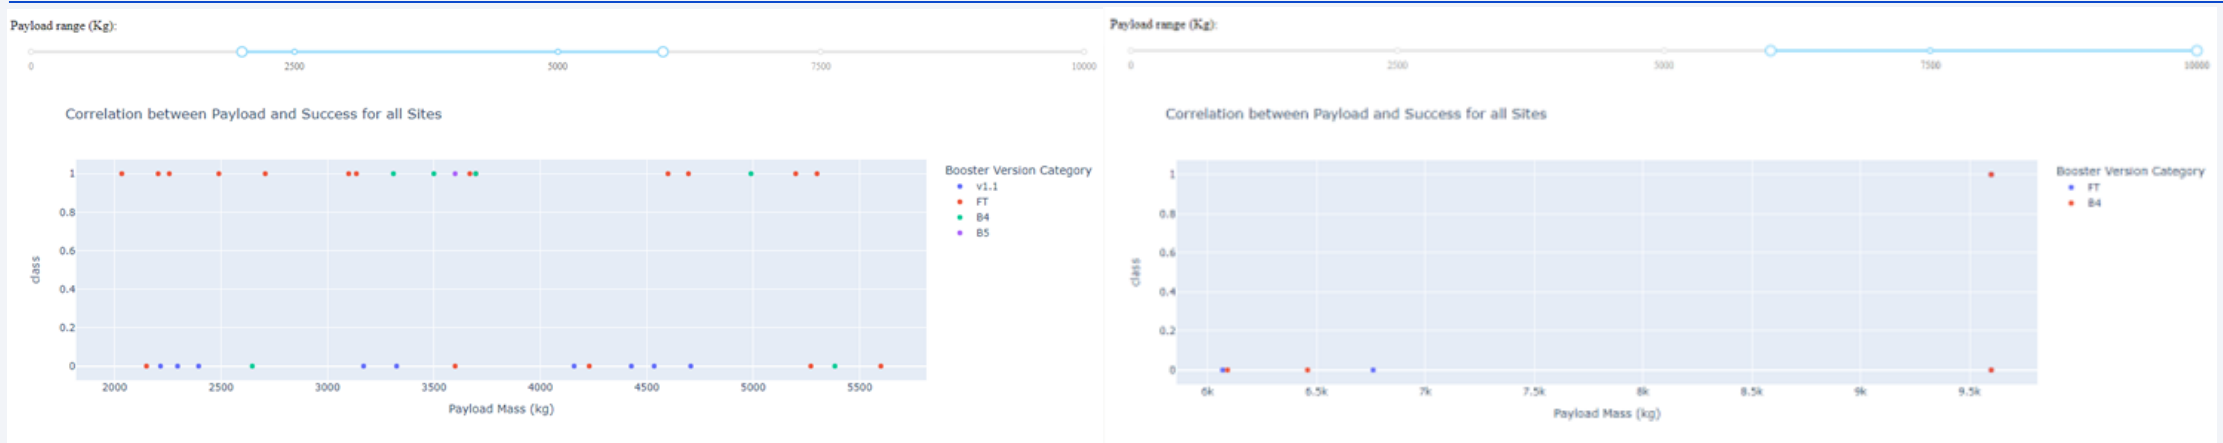 Payload range (Kg):
0 2500 5000 7500 10000
Correlation between Payload and Success for all Sites
1
0.8
0.6
0.4
0.2
0
class
2000 2500 3000 3500 4000 4500 5000 5500
Payload Mass (kg)
Booster Version Category
v1.1
FT
B4
B5
Payload range (Kg):
0 2500 5000 7500 10000
Correlation between Payload and Success for all Sites
1
0.8
0.6
0.4
0.2
0
class
6k 6.5k 7k 7.5k 8k 8.5k 9k 9.5k
Payload Mass (kg)
Booster Version Category
FT
B4